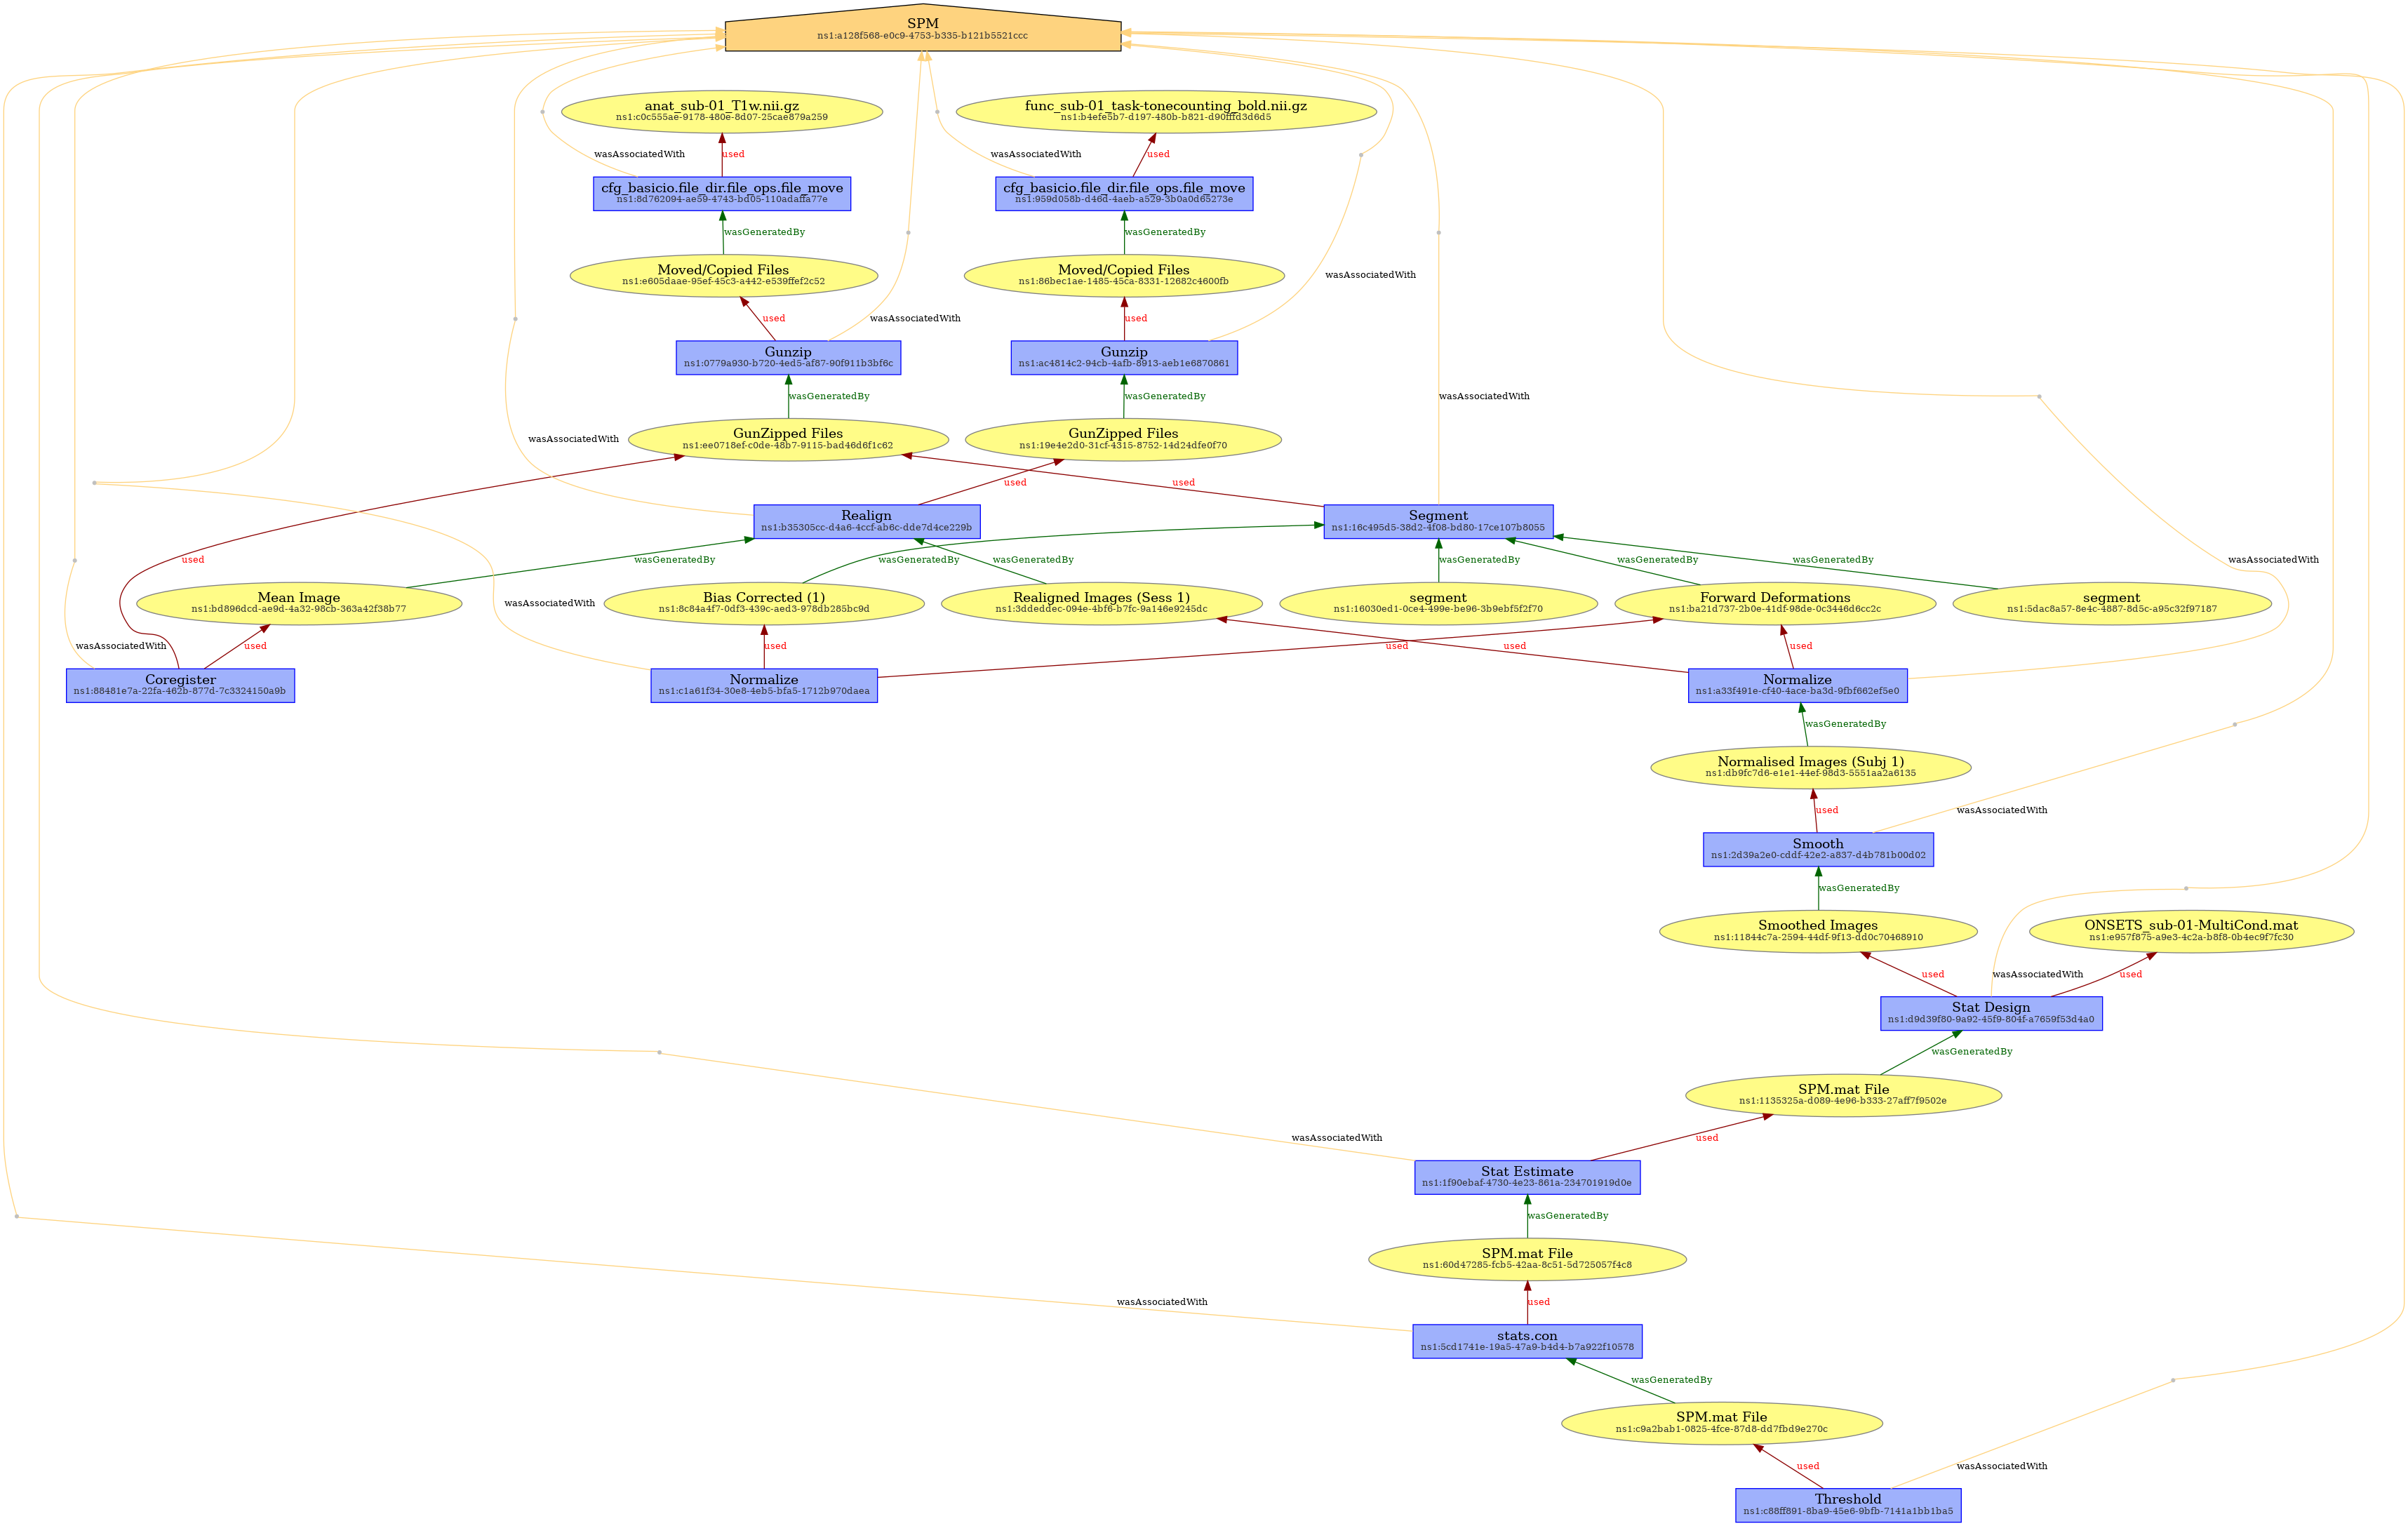 SPM
ns1:a128f568-e0c9-4753-b335-b121b5521ccc
anat_sub-01_T1w.nii.gz
ns1:c0c555ae-9178-480e-8d07-25cae879a259
func_sub-01_task-tonecounting_bold.nii.gz
ns1:b4efe5b7-d197-480b-b821-d90fffd3d6d5
wasAssociatedWith
used
wasAssociatedWith
used
cfg_basicio.file_dir.file_ops.file_move
ns1:8d762094-ae59-4743-bd05-110adaffa77e
cfg_basicio.file_dir.file_ops.file_move
ns1:959d058b-d46d-4aeb-a529-3b0a0d65273e
wasGeneratedBy
wasGeneratedBy
Moved/Copied Files
ns1:e605daae-95ef-45c3-a442-e539ffef2c52
Moved/Copied Files
ns1:86bec1ae-1485-45ca-8331-12682c4600fb
wasAssociatedWith
used
wasAssociatedWith
used
Gunzip
ns1:0779a930-b720-4ed5-af87-90f911b3bf6c
Gunzip
ns1:ac4814c2-94cb-4afb-8913-aeb1e6870861
wasGeneratedBy
wasGeneratedBy
wasAssociatedWith
GunZipped Files
ns1:ee0718ef-c0de-48b7-9115-bad46d6f1c62
GunZipped Files
ns1:19e4e2d0-31cf-4315-8752-14d24dfe0f70
wasAssociatedWith
used
used
Realign
ns1:b35305cc-d4a6-4ccf-ab6c-dde7d4ce229b
Segment
ns1:16c495d5-38d2-4f08-bd80-17ce107b8055
used
wasGeneratedBy
wasGeneratedBy
wasGeneratedBy
wasGeneratedBy
wasGeneratedBy
wasGeneratedBy
wasAssociatedWith
Mean Image
ns1:bd896dcd-ae9d-4a32-98cb-363a42f38b77
wasAssociatedWith
Bias Corrected (1)
ns1:8c84a4f7-0df3-439c-aed3-978db285bc9d
Realigned Images (Sess 1)
ns1:3ddeddec-094e-4bf6-b7fc-9a146e9245dc
segment
ns1:16030ed1-0ce4-499e-be96-3b9ebf5f2f70
Forward Deformations
ns1:ba21d737-2b0e-41df-98de-0c3446d6cc2c
segment
ns1:5dac8a57-8e4c-4887-8d5c-a95c32f97187
wasAssociatedWith
used
used
used
used
used
Coregister
ns1:88481e7a-22fa-462b-877d-7c3324150a9b
Normalize
ns1:c1a61f34-30e8-4eb5-bfa5-1712b970daea
Normalize
ns1:a33f491e-cf40-4ace-ba3d-9fbf662ef5e0
wasGeneratedBy
Normalised Images (Subj 1)
ns1:db9fc7d6-e1e1-44ef-98d3-5551aa2a6135
used
wasAssociatedWith
Smooth
ns1:2d39a2e0-cddf-42e2-a837-d4b781b00d02
wasGeneratedBy
Smoothed Images
ns1:11844c7a-2594-44df-9f13-dd0c70468910
ONSETS_sub-01-MultiCond.mat
ns1:e957f875-a9e3-4c2a-b8f8-0b4ec9f7fc30
used
wasAssociatedWith
used
Stat Design
ns1:d9d39f80-9a92-45f9-804f-a7659f53d4a0
wasGeneratedBy
SPM.mat File
ns1:1135325a-d089-4e96-b333-27aff7f9502e
wasAssociatedWith
used
Stat Estimate
ns1:1f90ebaf-4730-4e23-861a-234701919d0e
wasGeneratedBy
SPM.mat File
ns1:60d47285-fcb5-42aa-8c51-5d725057f4c8
wasAssociatedWith
used
stats.con
ns1:5cd1741e-19a5-47a9-b4d4-b7a922f10578
wasGeneratedBy
SPM.mat File
ns1:c9a2bab1-0825-4fce-87d8-dd7fbd9e270c
used
wasAssociatedWith
Threshold
ns1:c88ff891-8ba9-45e6-9bfb-7141a1bb1ba5